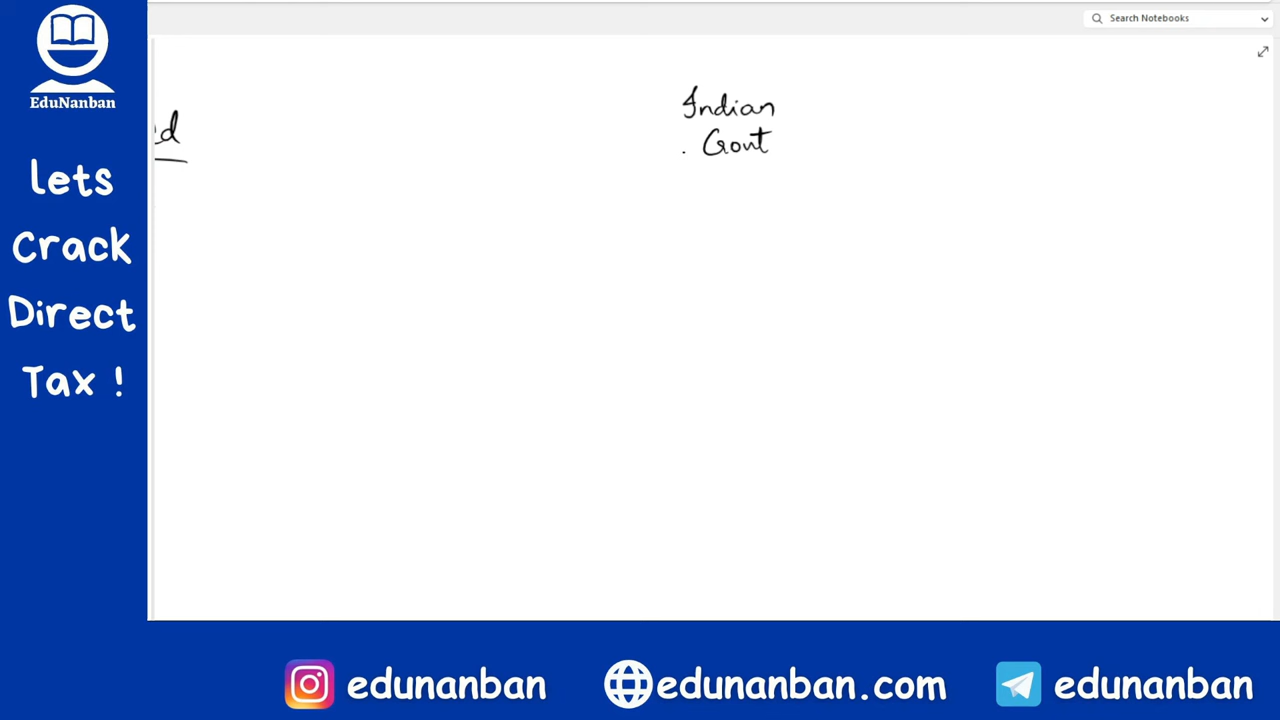 EduNanban
lets
Crack
Direct
Tax !
Search Notebooks
Indian
Govt
edunanban
edunanban.com
edunanban